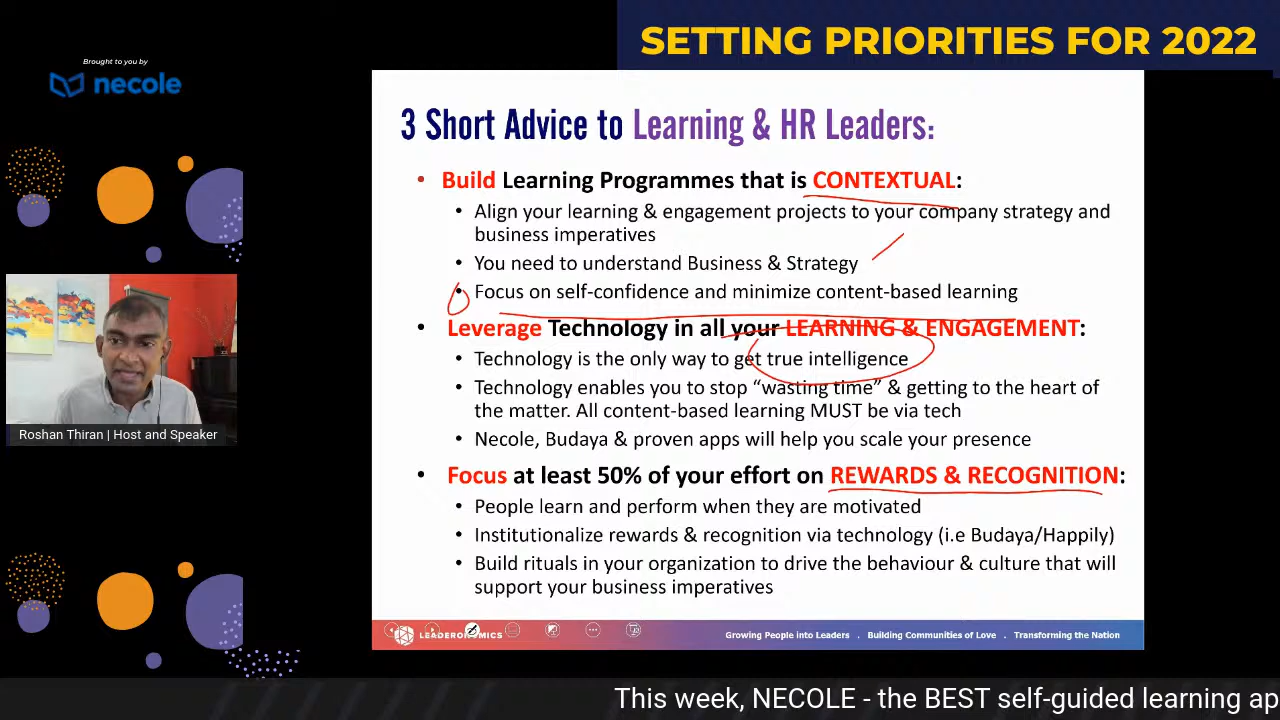 SETTING PRIORITIES FOR 2022
Brought to you by
necole
3 Short Advice to Learning & HR Leaders:
• Build Learning Programmes that is CONTEXTUAL:
• Align your learning & engagement projects to your company strategy and
business imperatives
• You need to understand Business & Strategy
• Focus on self-confidence and minimize content-based learning
• Leverage Technology in all your LEARNING & ENGAGEMENT:
• Technology is the only way to get true intelligence
• Technology enables you to stop “wasting time” & getting to the heart of
the matter. All content-based learning MUST be via tech
• Necole, Budaya & proven apps will help you scale your presence
• Focus at least 50% of your effort on REWARDS & RECOGNITION:
• People learn and perform when they are motivated
• Institutionalize rewards & recognition via technology (i.e Budaya/Happily)
• Build rituals in your organization to drive the behaviour & culture that will
support your business imperatives
Roshan Thiran | Host and Speaker
LEADERONOMICS
Growing People into Leaders . Building Communities of Love . Transforming the Nation
This week, NECOLE - the BEST self-guided learning ap